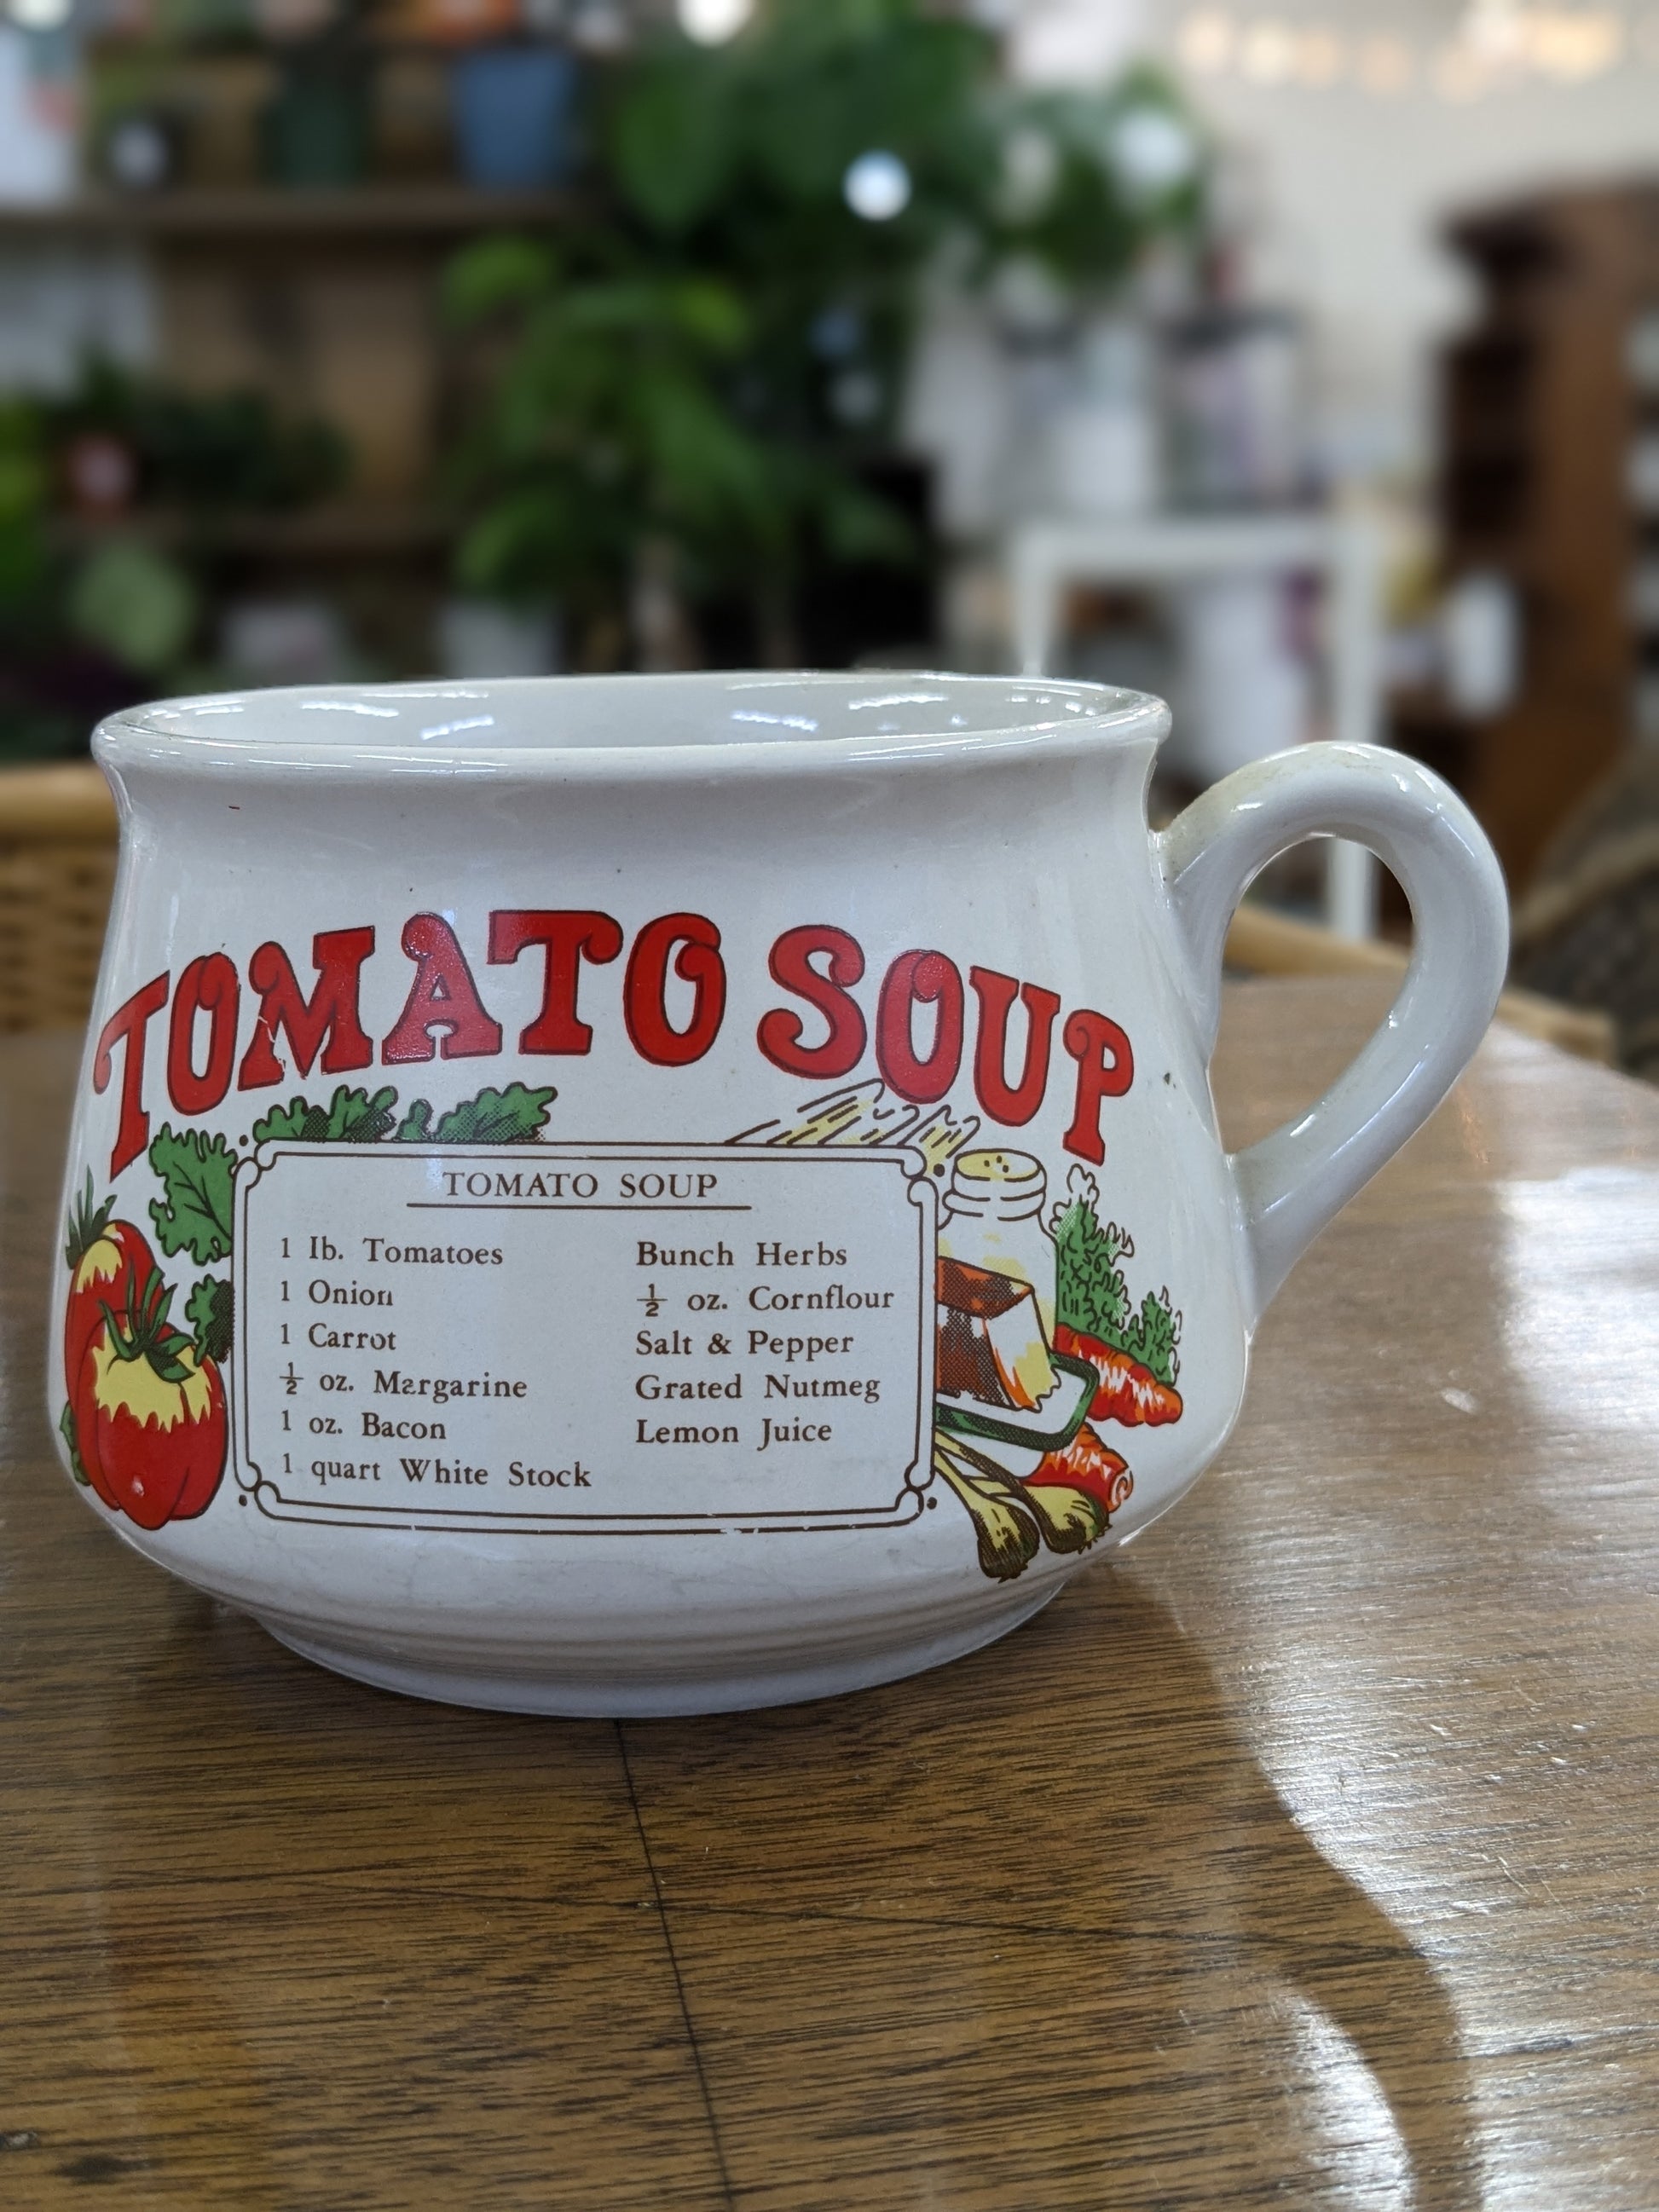 TOMATO SOUP
TOMATO SOUP
1 lb. Tomatoes
1 Onion
1 Carrot
½ oz. Margarine
1 oz. Bacon
1 quart White Stock
Bunch Herbs
½ oz. Cornflour
Salt & Pepper
Grated Nutmeg
Lemon Juice